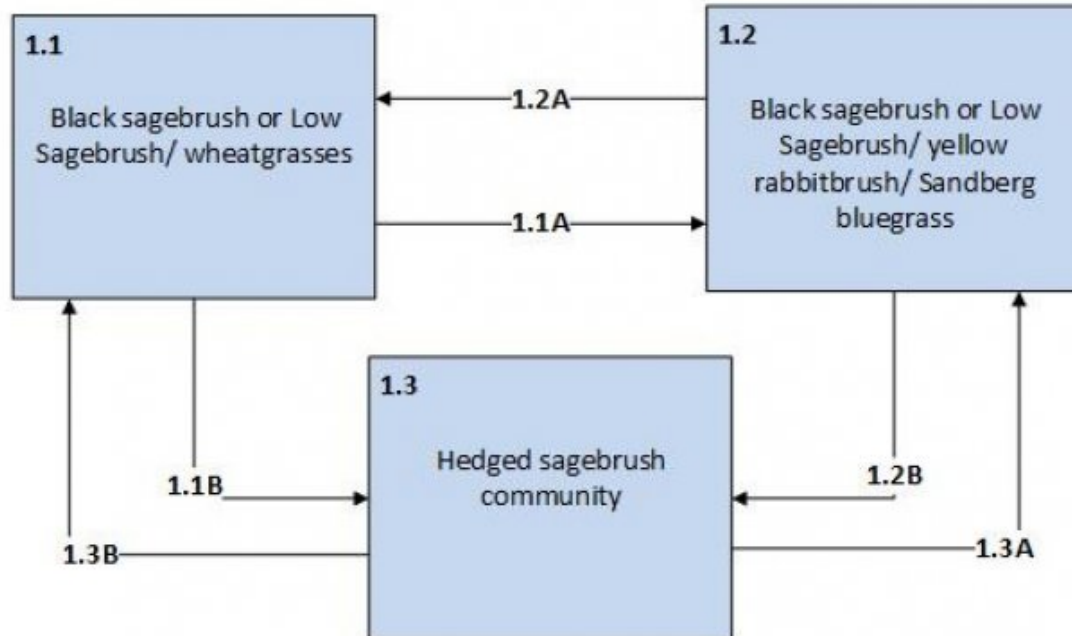 1.1
Black sagebrush or Low
Sagebrush/ wheatgrasses
1.2A
1.1A
1.2
Black sagebrush or Low
Sagebrush/ yellow
rabbitbrush/ Sandberg
bluegrass
1.3
Hedged sagebrush
community
1.1B
1.2B
1.3B
1.3A